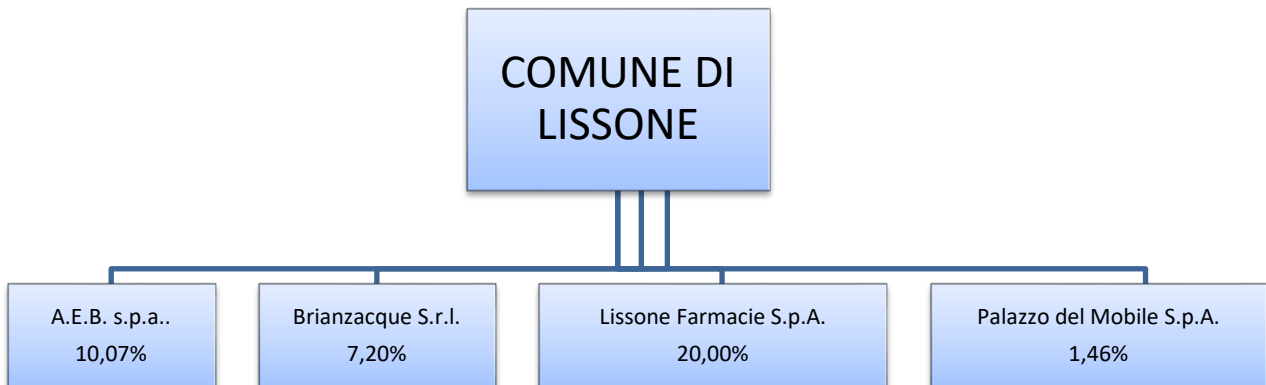 COMUNE DI
LISSONE
A.E.B. s.p.a..
10,07%
Brianzacque S.r.l.
7,20%
Lissone Farmacie S.p.A.
20,00%
Palazzo del Mobile S.p.A.
1,46%